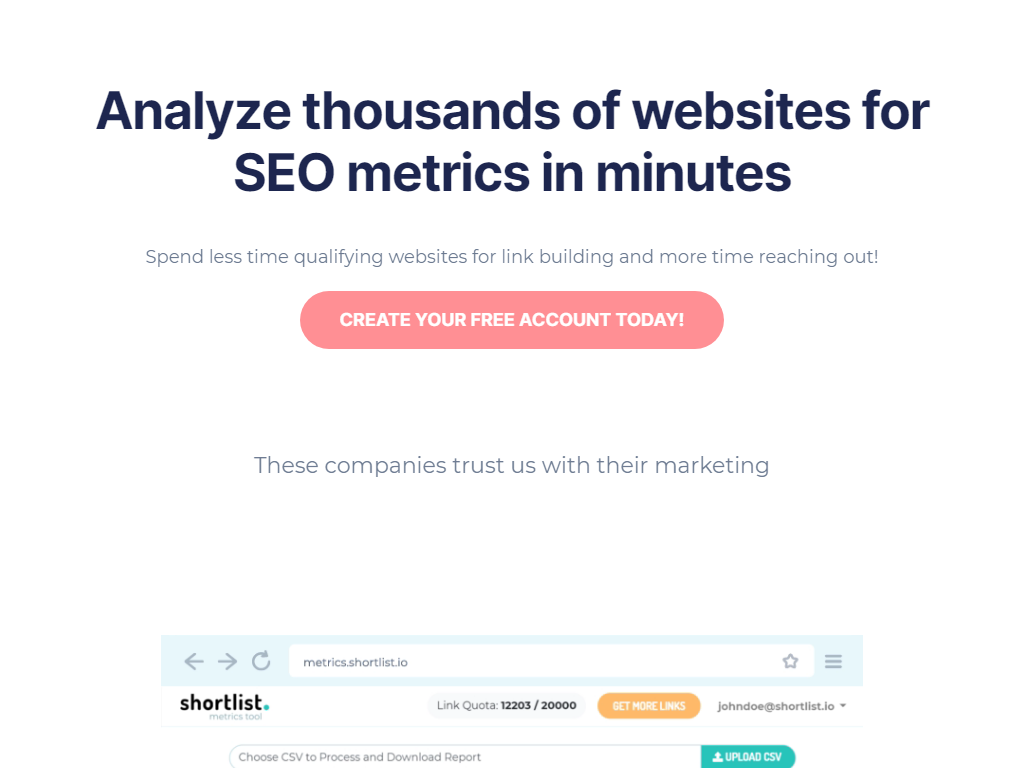 Analyze thousands of websites for
SEO metrics in minutes
Spend less time qualifying websites for link building and more time reaching out!
CREATE YOUR FREE ACCOUNT TODAY!
These companies trust us with their marketing
metrics.shortlist.io
shortlist.
metrics tool
Link Quota: 12203 / 20000
GET MORE LINKS
johndoe@shortlist.io
Choose CSV to Process and Download Report
UPLOAD CSV